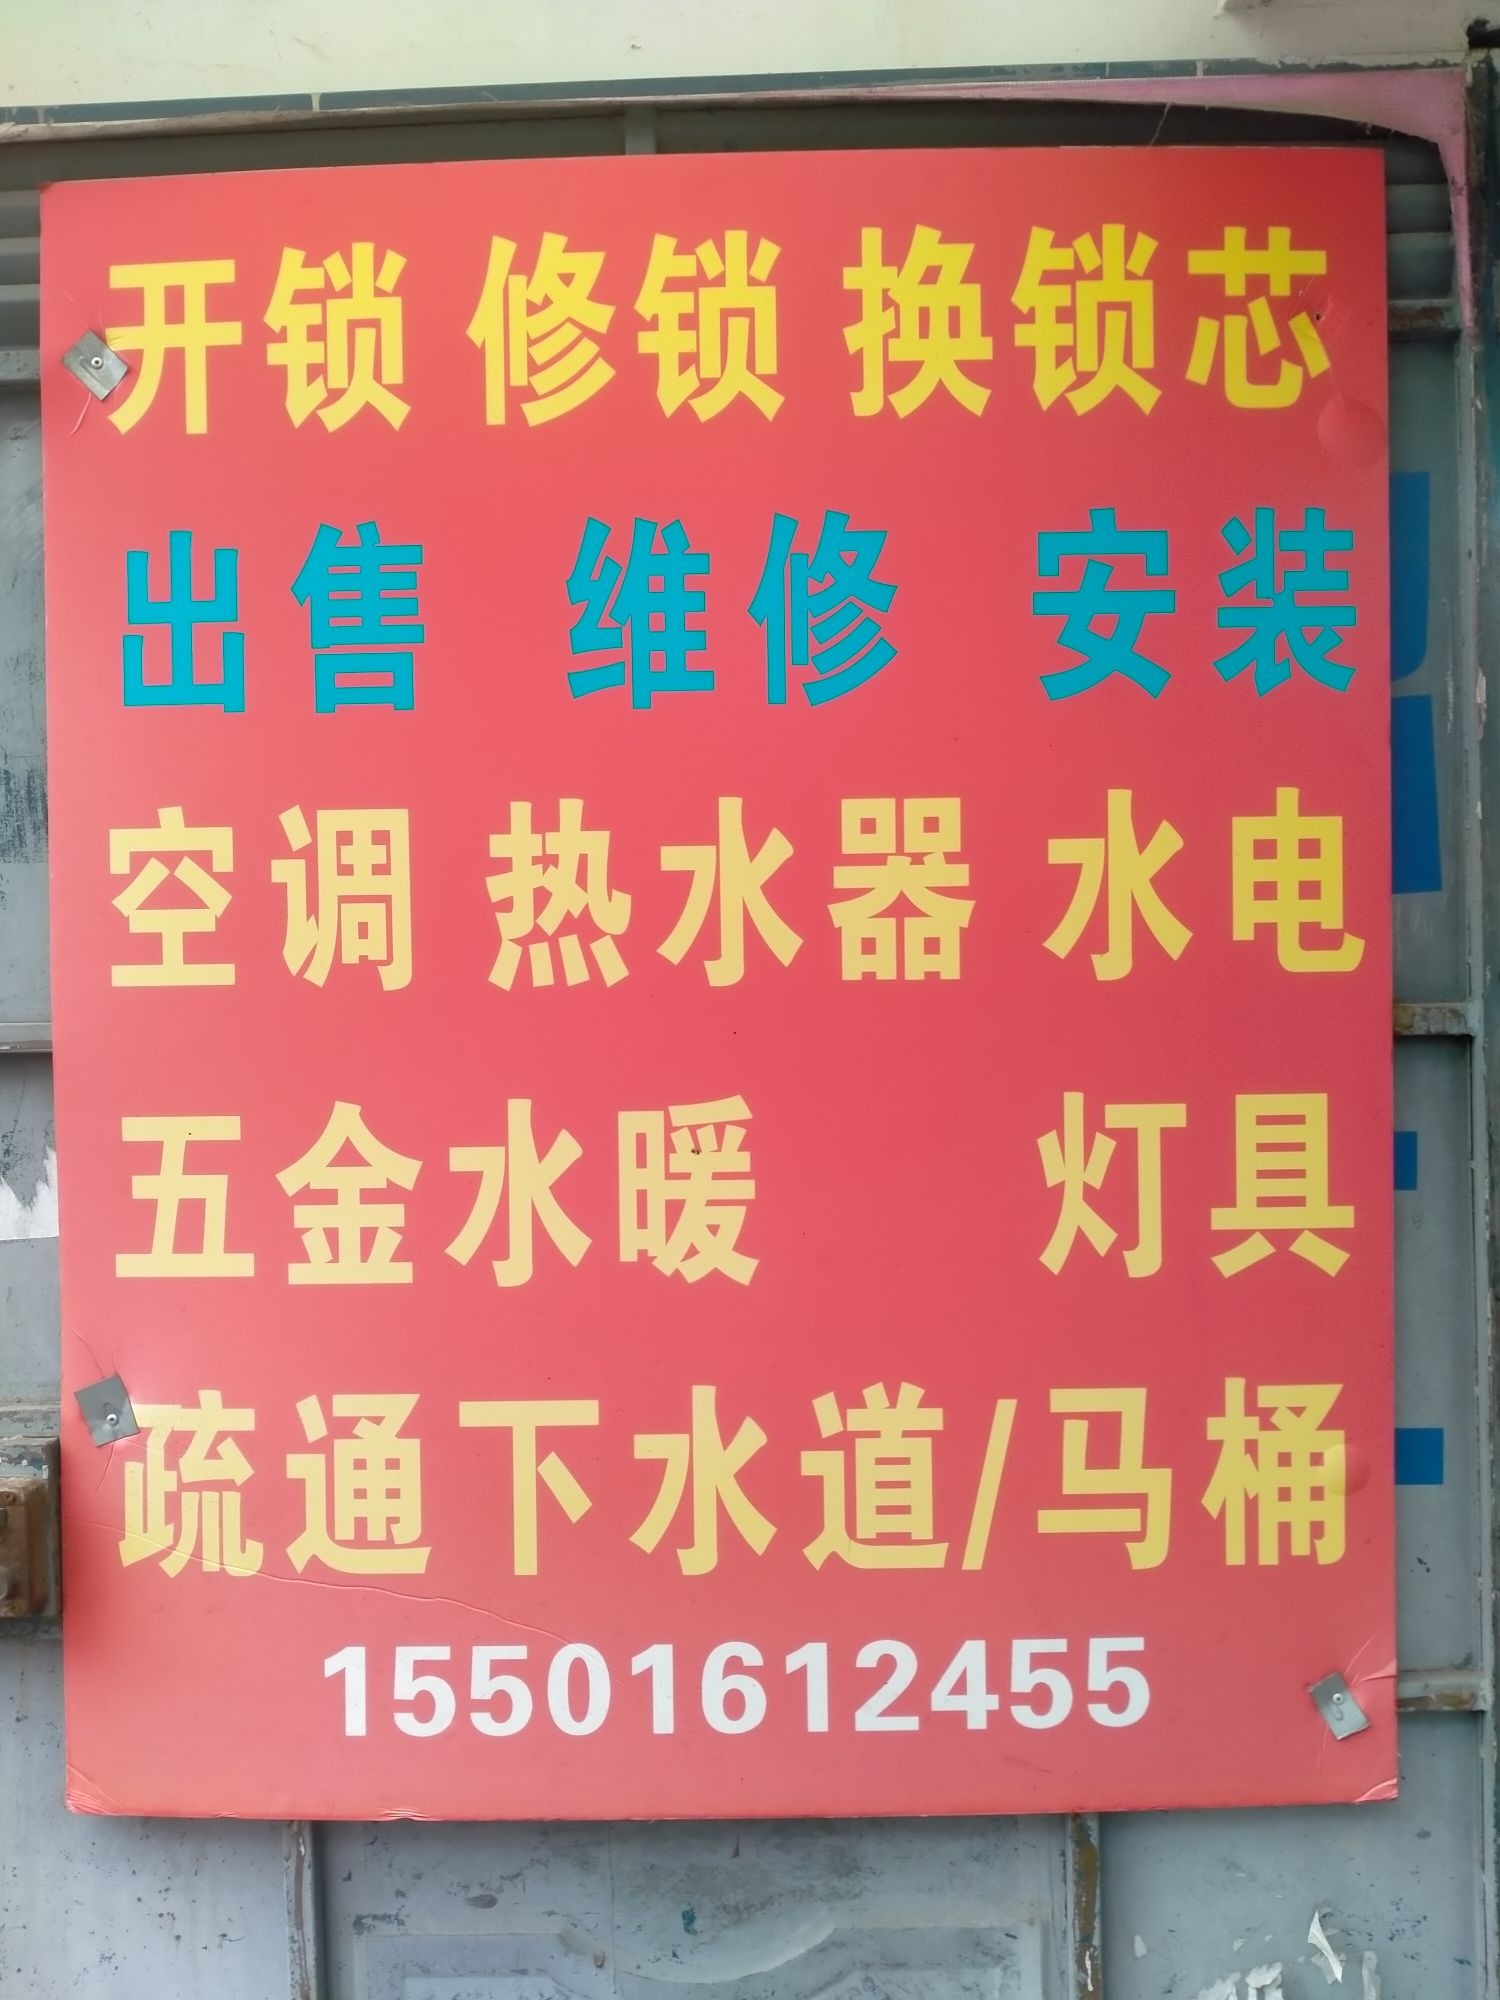 开锁 修锁 换锁芯
出售 维修 安装
空调 热水器 水电
五金水暖 灯具
疏通下水道/马桶
15501612455